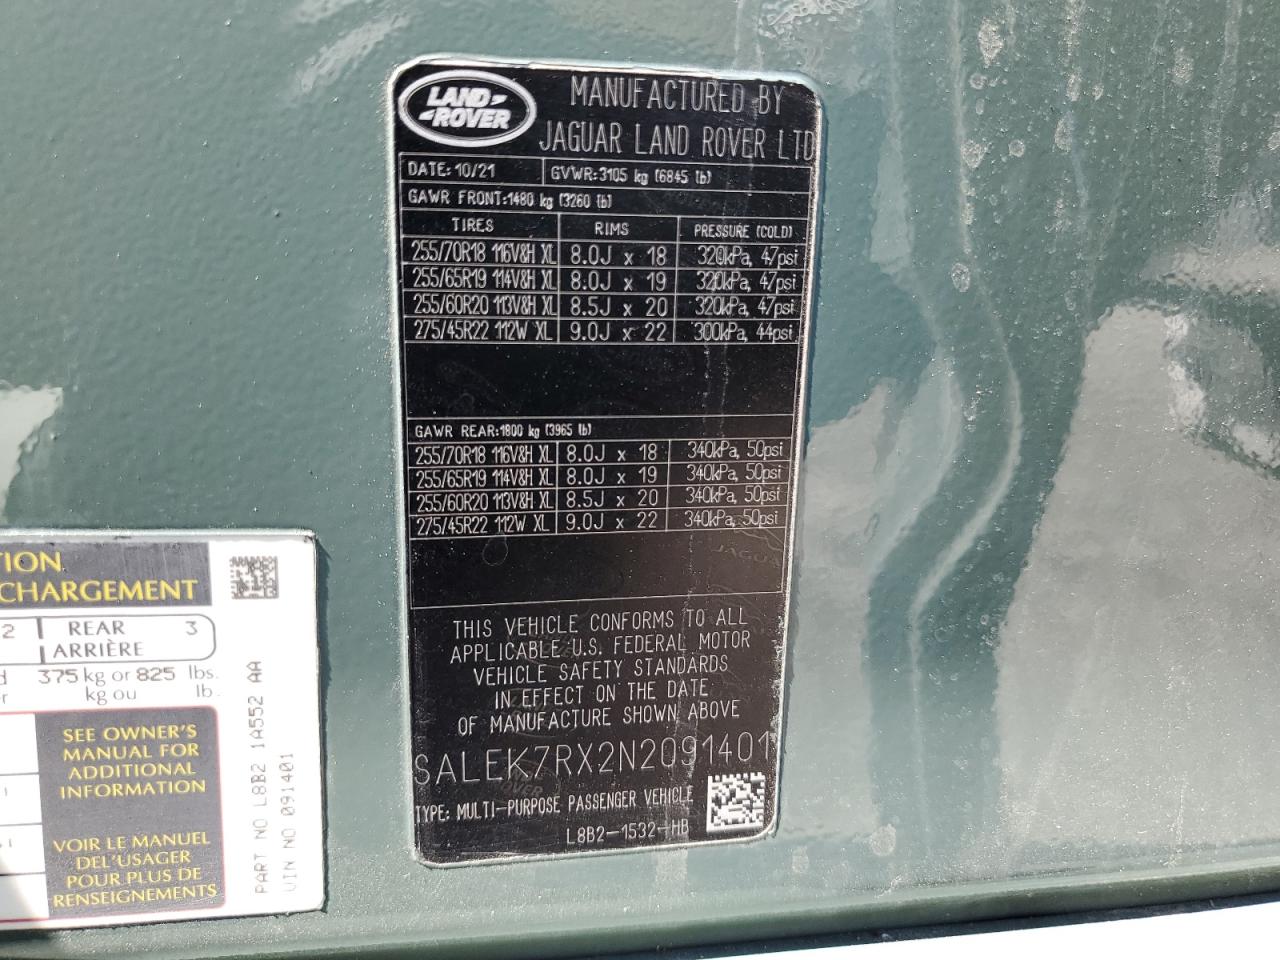 LAND
ROVER
MANUFACTURED BY
JAGUAR LAND ROVER LTD
DATE: 10/21 GVWR: 3105 kg (6845 lb)
GAWR FRONT: 1480 kg (3260 lb)
TIRES RIMS PRESSURE (COLD)
255/70R18 116V&H XL 8.0J x 18 320kPa, 47psi
255/65R19 114V&H XL 8.0J x 19 320kPa, 47psi
255/60R20 113V&H XL 8.5J x 20 320kPa, 47psi
275/45R22 112W XL 9.0J x 22 300kPa, 44psi
GAWR REAR: 1800 kg (3965 lb)
255/70R18 116V&H XL 8.0J x 18 340kPa, 50psi
255/65R19 114V&H XL 8.0J x 19 340kPa, 50psi
255/60R20 113V&H XL 8.5J x 20 340kPa, 50psi
275/45R22 112W XL 9.0J x 22 340kPa, 50psi
THIS VEHICLE CONFORMS TO ALL
APPLICABLE U.S. FEDERAL MOTOR
VEHICLE SAFETY STANDARDS
IN EFFECT ON THE DATE
OF MANUFACTURE SHOWN ABOVE
SALEK7RX2N2091401
TYPE: MULTI-PURPOSE PASSENGER VEHICLE
L8B2-1532-HB
TION
CHARGEMENT
2 REAR 3
ARRIÈRE
375 kg or 825 lbs.
kg ou lb.
SEE OWNER'S
MANUAL FOR
ADDITIONAL
INFORMATION
VOIR LE MANUEL
DEL'USAGER
POUR PLUS DE
RENSEIGNEMENTS
PART NO L8B2 1A552 AA
VIN NO 091401